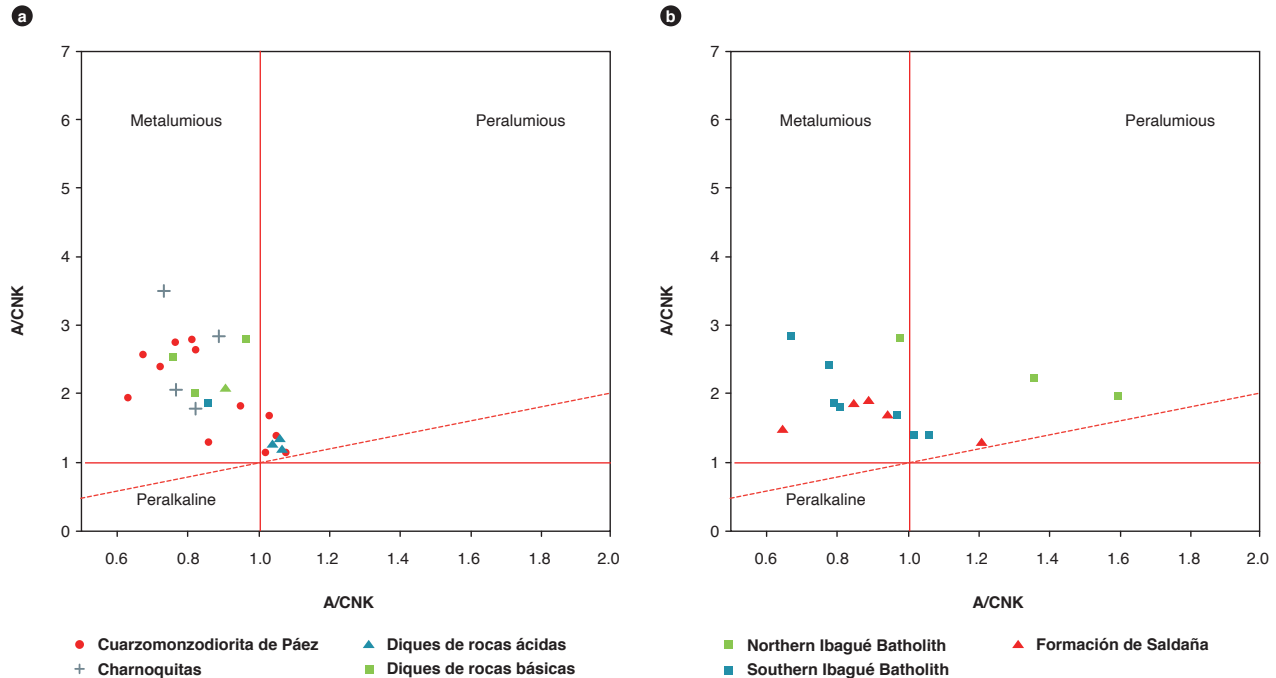 a
7
6
5
4
3
2
1
0
A/CNK
Metalumious
Peralumious
Peralkaline
0.6 0.8 1.0 1.2 1.4 1.6 1.8 2.0
A/CNK
Cuarzomonzodiorita de Páez
Charnoquitas
Diques de rocas ácidas
Diques de rocas básicas
b
7
6
5
4
3
2
1
0
A/CNK
Metalumious
Peralumious
Peralkaline
0.6 0.8 1.0 1.2 1.4 1.6 1.8 2.0
A/CNK
Northern Ibagué Batholith
Southern Ibagué Batholith
Formación de Saldaña